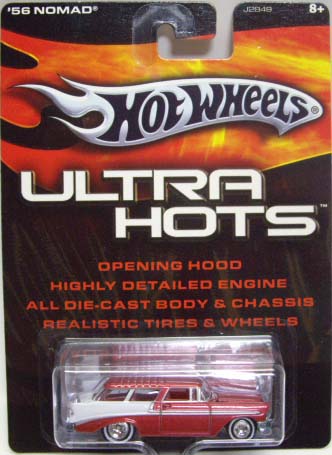 '56 NOMAD®
J2849
8+
HOT WHEELS®
ULTRA
HOTS™
OPENING HOOD
HIGHLY DETAILED ENGINE
ALL DIE-CAST BODY & CHASSIS
REALISTIC TIRES & WHEELS